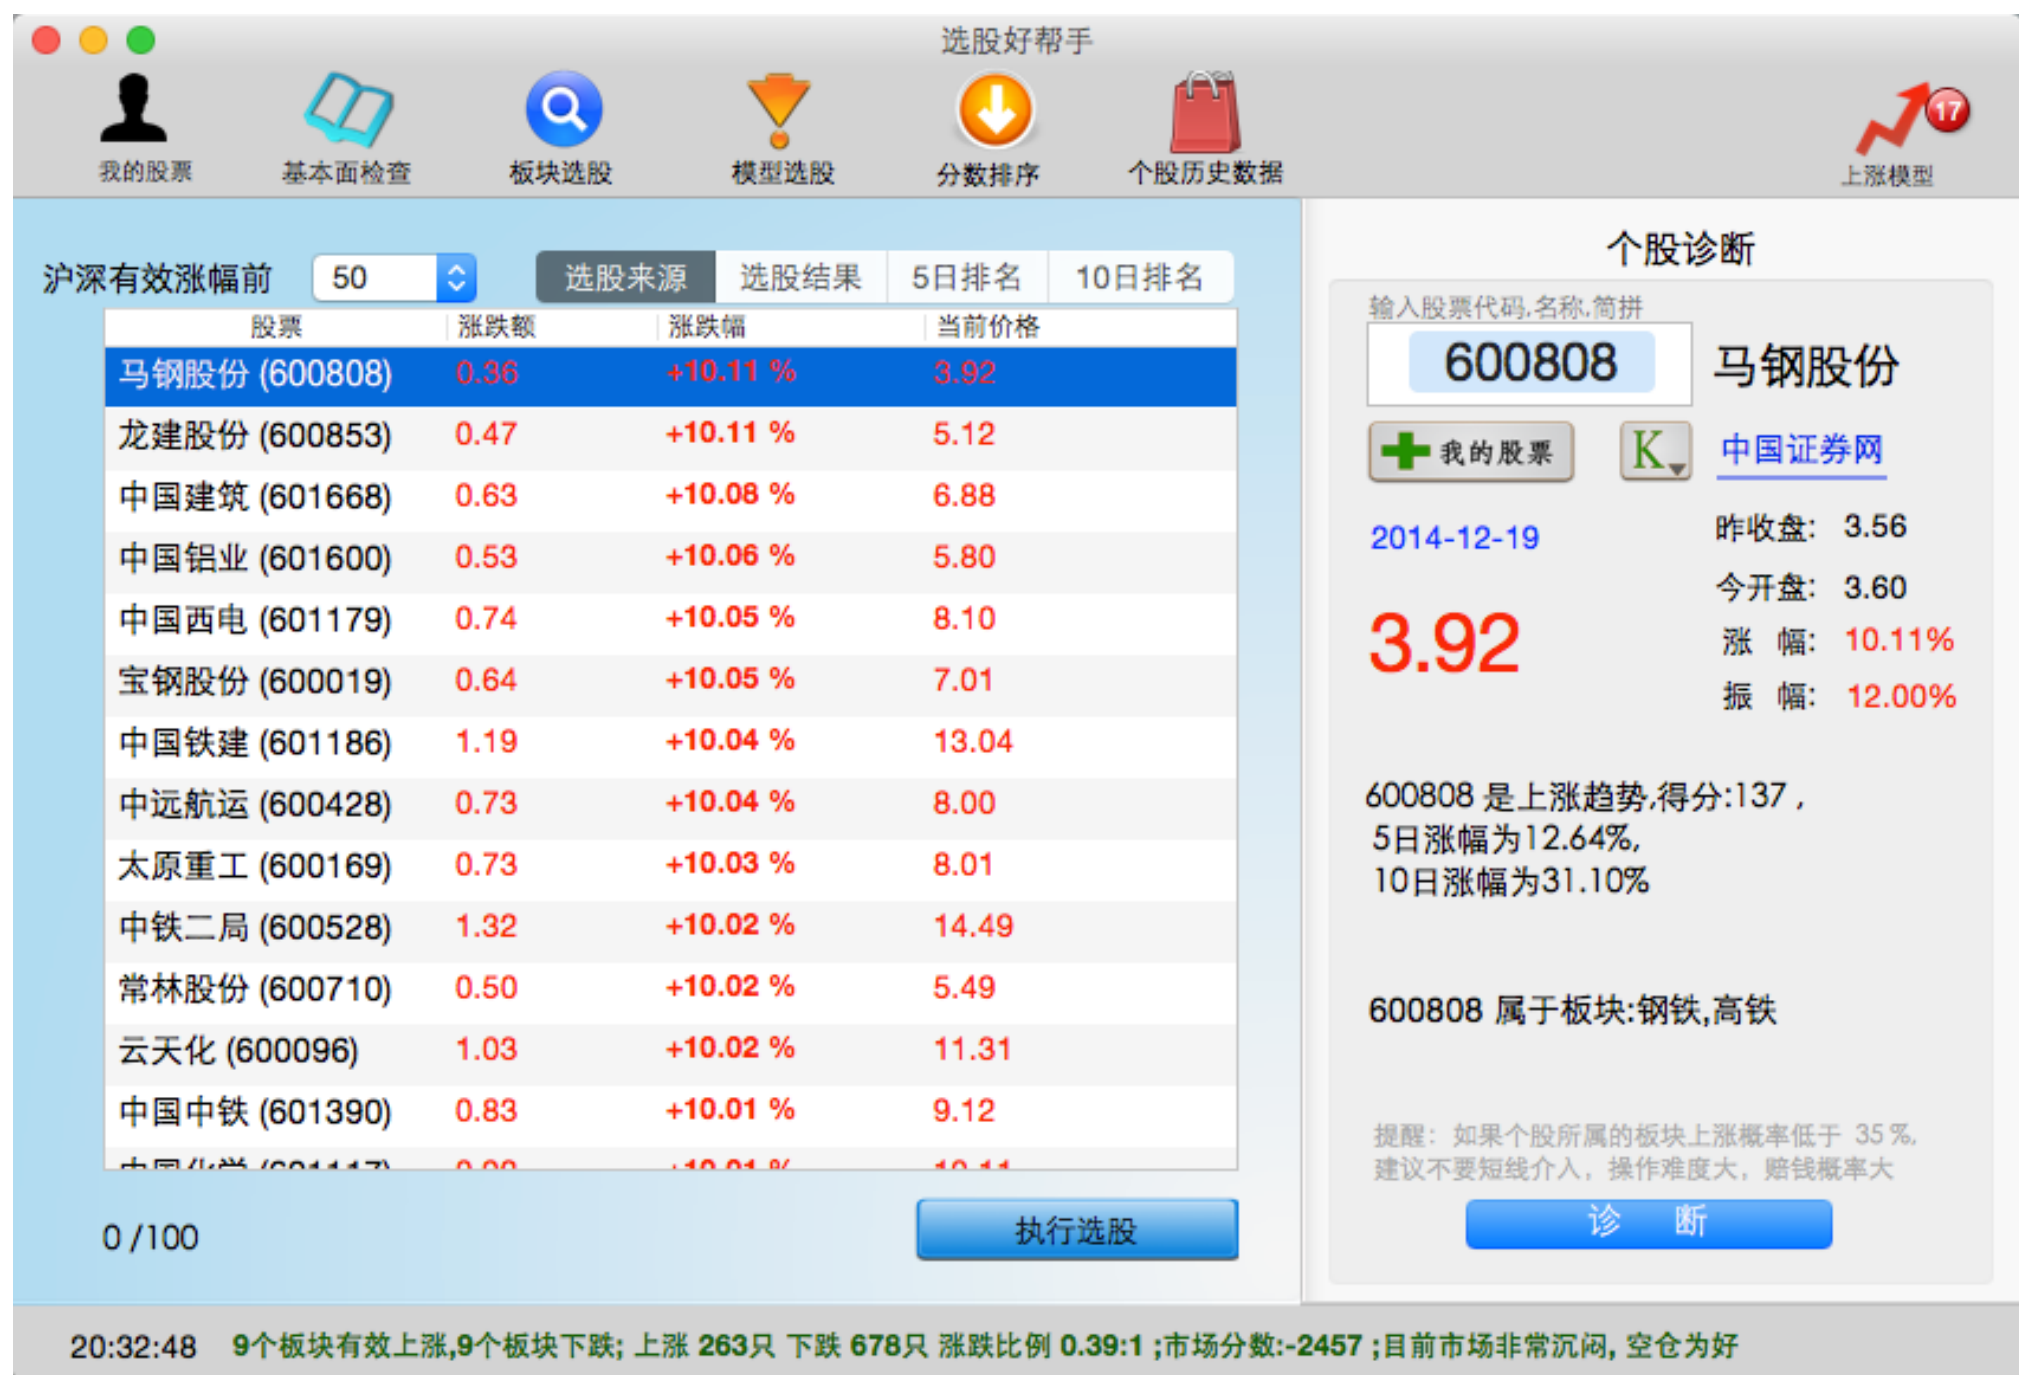 选股好帮手
我的股票
基本面检查
板块选股
模型选股
分数排序
个股历史数据
17
上涨模型
沪深有效涨幅前 50
选股来源 选股结果 5日排名 10日排名
股票 涨跌额 涨跌幅 当前价格
马钢股份 (600808) 0.36 +10.11 % 3.92
龙建股份 (600853) 0.47 +10.11 % 5.12
中国建筑 (601668) 0.63 +10.08 % 6.88
中国铝业 (601600) 0.53 +10.06 % 5.80
中国西电 (601179) 0.74 +10.05 % 8.10
宝钢股份 (600019) 0.64 +10.05 % 7.01
中国铁建 (601186) 1.19 +10.04 % 13.04
中远航运 (600428) 0.73 +10.04 % 8.00
太原重工 (600169) 0.73 +10.03 % 8.01
中铁二局 (600528) 1.32 +10.02 % 14.49
常林股份 (600710) 0.50 +10.02 % 5.49
云天化 (600096) 1.03 +10.02 % 11.31
中国中铁 (601390) 0.83 +10.01 % 9.12
中国化学 (601117)
0 /100
执行选股
个股诊断
输入股票代码,名称,简拼
600808 马钢股份
我的股票 K 中国证券网
2014-12-19
昨收盘: 3.56
今开盘: 3.60
3.92
涨 幅: 10.11%
振 幅: 12.00%
600808 是上涨趋势,得分:137 ,
5日涨幅为12.64%,
10日涨幅为31.10%
600808 属于板块:钢铁,高铁
提醒：如果个股所属的板块上涨概率低于 35 %,
建议不要短线介入，操作难度大，赔钱概率大
诊 断
20:32:48 9个板块有效上涨,9个板块下跌; 上涨 263只 下跌 678只 涨跌比例 0.39:1 ;市场分数:-2457 ;目前市场非常沉闷, 空仓为好